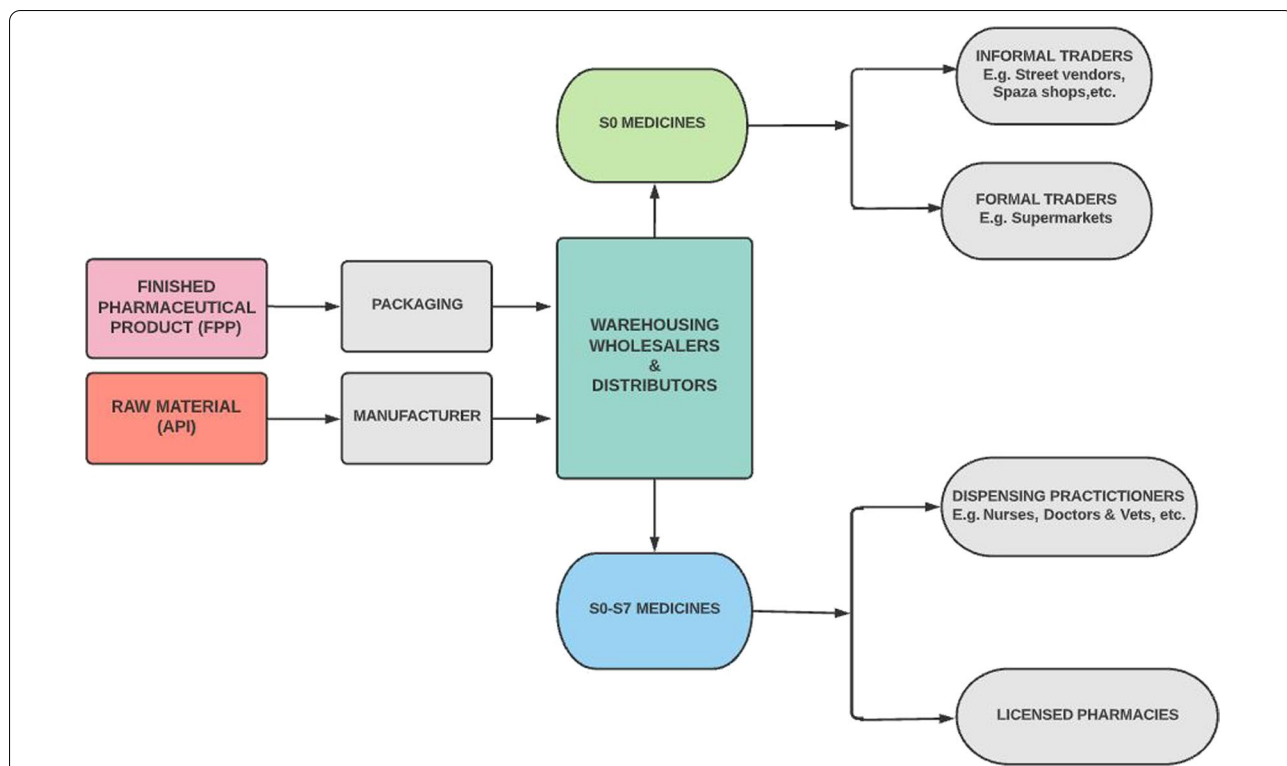 S0 MEDICINES
INFORMAL TRADERS
E.g. Street vendors,
Spaza shops,etc.
FORMAL TRADERS
E.g. Supermarkets
FINISHED
PHARMACEUTICAL
PRODUCT (FPP)
PACKAGING
RAW MATERIAL
(API)
MANUFACTURER
WAREHOUSING
WHOLESALERS
&
DISTRIBUTORS
S0-S7 MEDICINES
DISPENSING PRACTICTIONERS
E.g. Nurses, Doctors & Vets, etc.
LICENSED PHARMACIES